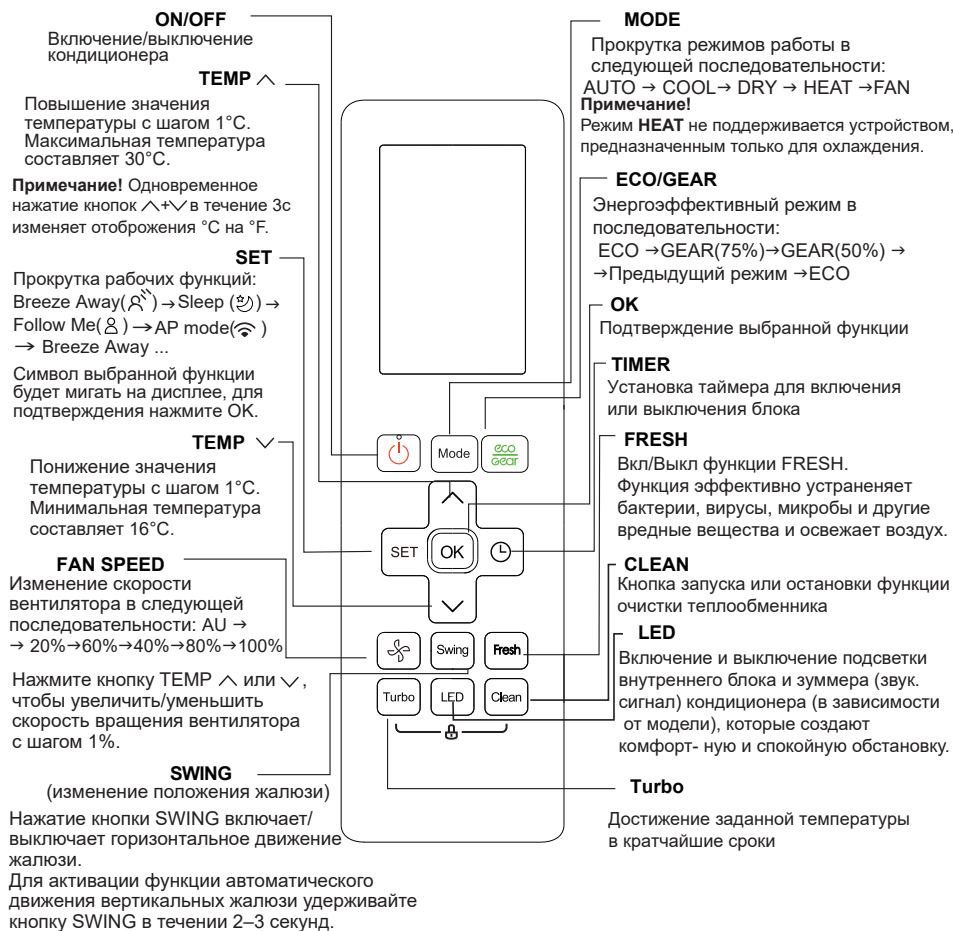 ON/OFF
Включение/выключение
кондиционера
TEMP ︿
Повышение значения
температуры с шагом 1°C.
Максимальная температура
составляет 30°C.
Примечание! Одновременное
нажатие кнопок ︿+﹀ в течение 3с
изменяет отоброжения °C на °F.
SET
Прокрутка рабочих функций:
Breeze Away( ) → Sleep ( ) →
Follow Me( ) → AP mode( )
→ Breeze Away ...
Символ выбранной функции
будет мигать на дисплее, для
подтверждения нажмите OK.
TEMP ﹀
Понижение значения
температуры с шагом 1°C.
Минимальная температура
составляет 16°C.
FAN SPEED
Изменение скорости
вентилятора в следующей
последовательности: AU →
→ 20%→60%→40%→80%→100%
Нажмите кнопку TEMP ︿ или ﹀,
чтобы увеличить/уменьшить
скорость вращения вентилятора
с шагом 1%.
SWING
(изменение положения жалюзи)
Нажатие кнопки SWING включает/
выключает горизонтальное движение
жалюзи.
Для активации функции автоматического
движения вертикальных жалюзи удерживайте
кнопку SWING в течении 2–3 секунд.
Mode
eco
Gear
SET
OK
Swing
Fresh
Turbo
LED
Clean
MODE
Прокрутка режимов работы в
следующей последовательности:
AUTO → COOL→ DRY → HEAT →FAN
Примечание!
Режим HEAT не поддерживается устройством,
предназначенным только для охлаждения.
ECO/GEAR
Энергоэффективный режим в
последовательности:
ECO →GEAR(75%)→GEAR(50%) →
→Предыдущий режим →ECO
OK
Подтверждение выбранной функции
TIMER
Установка таймера для включения
или выключения блока
FRESH
Вкл/Выкл функции FRESH.
Функция эффективно устраненяет
бактерии, вирусы, микробы и другие
вредные вещества и освежает воздух.
CLEAN
Кнопка запуска или остановки функции
очистки теплообменника
LED
Включение и выключение подсветки
внутреннего блока и зуммера (звук.
сигнал) кондиционера (в зависимости
от модели), которые создают
комфорт- ную и спокойную обстановку.
Turbo
Достижение заданной температуры
в кратчайшие сроки